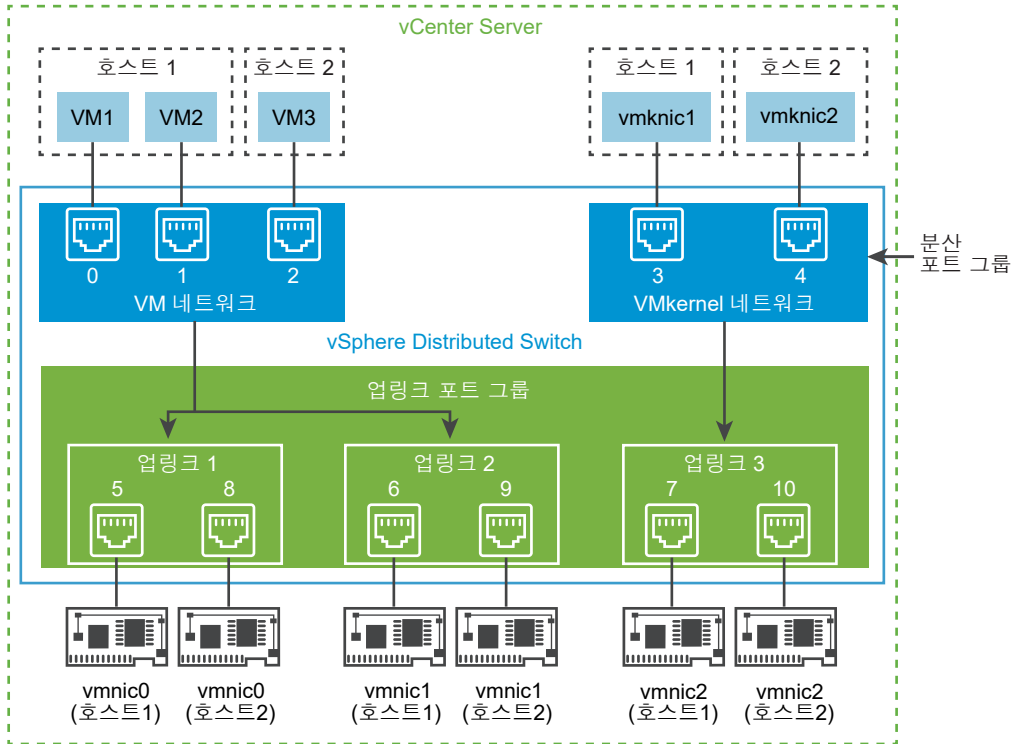 vCenter Server
호스트 1
호스트 2
호스트 1
호스트 2
VM1
VM2
VM3
vmknic1
vmknic2
0
1
2
3
4
VM 네트워크
VMkernel 네트워크
분산
포트 그룹
vSphere Distributed Switch
업링크 포트 그룹
업링크 1
업링크 2
업링크 3
5
8
6
9
7
10
vmnic0
(호스트1)
vmnic0
(호스트2)
vmnic1
(호스트1)
vmnic1
(호스트2)
vmnic2
(호스트1)
vmnic2
(호스트2)